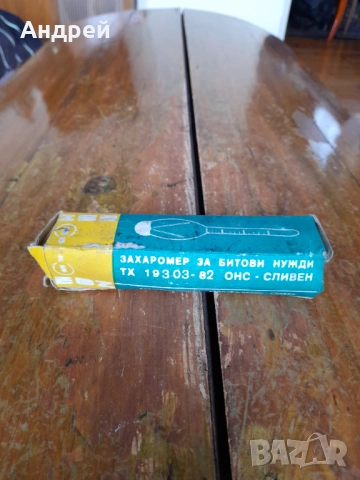 Андрей
ЗАХАРОМЕР ЗА БИТОВИ НУЖДИ
ТХ 19303-82 ОНС - СЛИВЕН
BAZAR